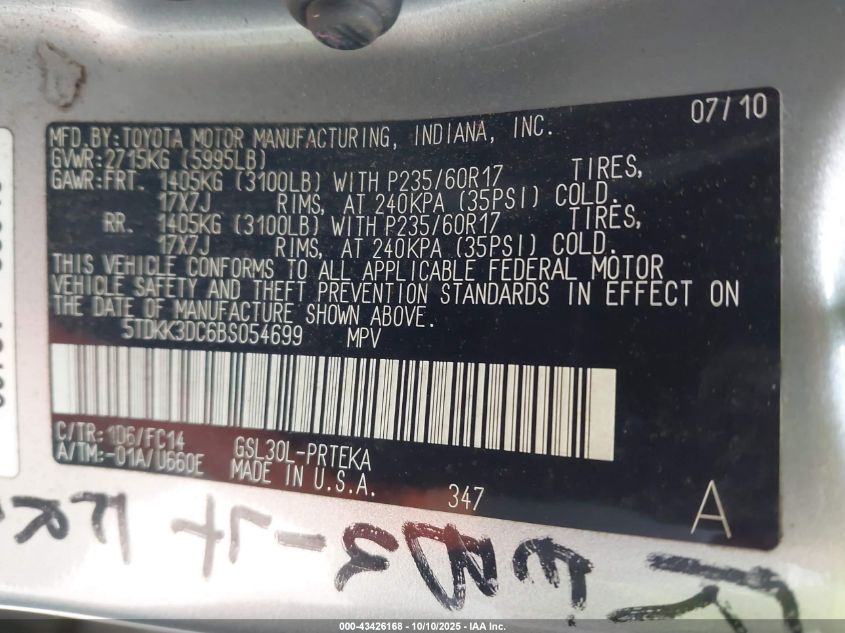 07/10
MFD.BY:TOYOTA MOTOR MANUFACTURING, INDIANA, INC.
GVWR:2715KG (5995LB)
GAWR:FRT. 1405KG (3100LB) WITH P235/60R17 TIRES,
17X7J RIMS, AT 240KPA (35PSI) COLD.
RR. 1405KG (3100LB) WITH P235/60R17 TIRES,
17X7J RIMS, AT 240KPA (35PSI) COLD.
THIS VEHICLE CONFORMS TO ALL APPLICABLE FEDERAL MOTOR
VEHICLE SAFETY AND THEFT PREVENTION STANDARDS IN EFFECT ON
THE DATE OF MANUFACTURE SHOWN ABOVE.
5TDKK3DC6BS054699 MPV
C/TR: 1D6/FC14 GSL30L-PRTEKA
A/TM:-01A/U660E MADE IN U.S.A.
347
A
000-43426168 - 10/10/2025 - IAA Inc.